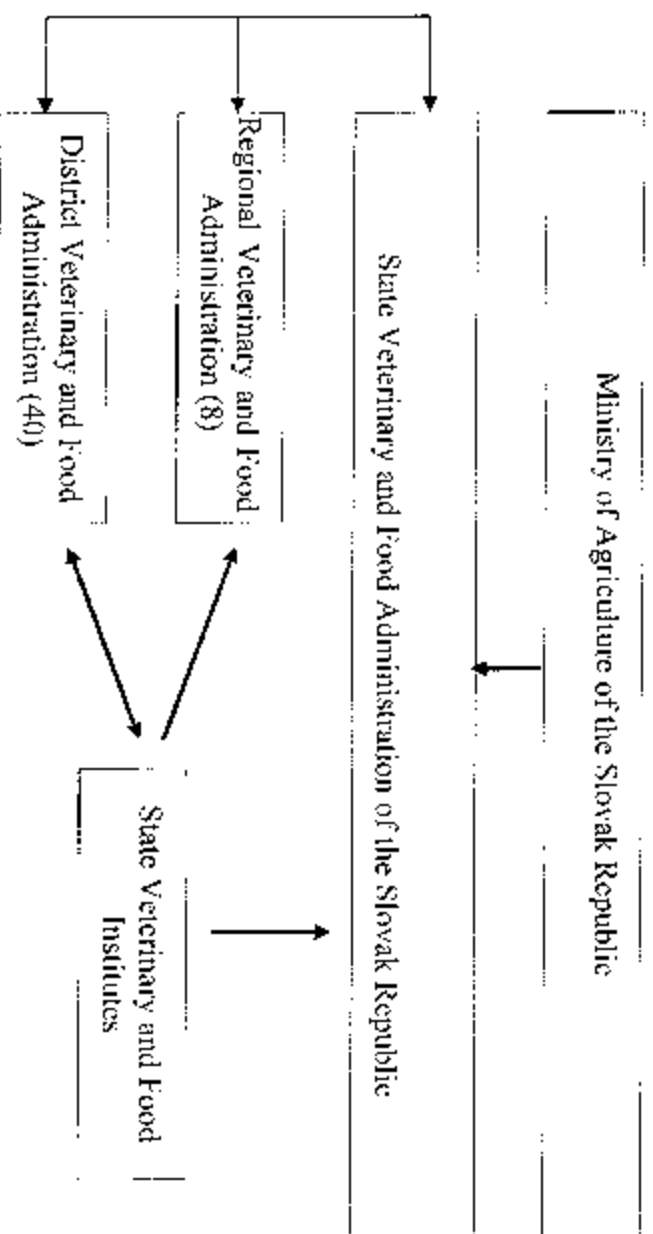 Ministry of Agriculture of the Slovak Republic
State Veterinary and Food Administration of the Slovak Republic
Regional Veterinary and Food
Administration (8)
District Veterinary and Food
Administration (40)
State Veterinary and Food
Institutes